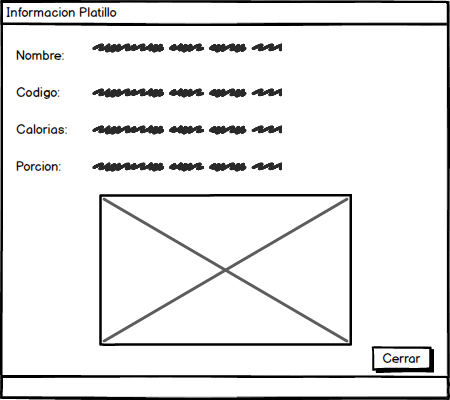 Informacion Platillo
Nombre:
Codigo:
Calorias:
Porcion:
Cerrar